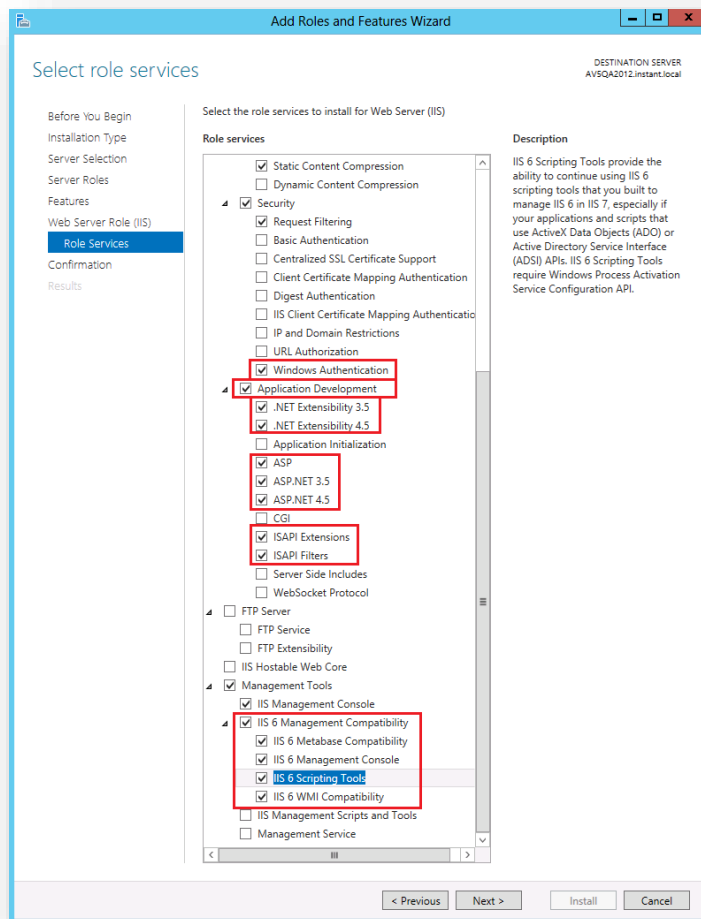 Add Roles and Features Wizard
Select role services
DESTINATION SERVER
AVSQA2012.instant.local
Before You Begin
Installation Type
Server Selection
Server Roles
Features
Web Server Role (IIS)
Role Services
Confirmation
Results
Select the role services to install for Web Server (IIS)
Role services
Static Content Compression
Dynamic Content Compression
Security
Request Filtering
Basic Authentication
Centralized SSL Certificate Support
Client Certificate Mapping Authentication
Digest Authentication
IIS Client Certificate Mapping Authenticatio
IP and Domain Restrictions
URL Authorization
Windows Authentication
Application Development
.NET Extensibility 3.5
.NET Extensibility 4.5
Application Initialization
ASP
ASP.NET 3.5
ASP.NET 4.5
CGI
ISAPI Extensions
ISAPI Filters
Server Side Includes
WebSocket Protocol
FTP Server
FTP Service
FTP Extensibility
IIS Hostable Web Core
Management Tools
IIS Management Console
IIS 6 Management Compatibility
IIS 6 Metabase Compatibility
IIS 6 Management Console
IIS 6 Scripting Tools
IIS 6 WMI Compatibility
IIS Management Scripts and Tools
Management Service
Description
IIS 6 Scripting Tools provide the
ability to continue using IIS 6
scripting tools that you built to
manage IIS 6 in IIS 7, especially if
your applications and scripts that
use ActiveX Data Objects (ADO) or
Active Directory Service Interface
(ADSI) APIs. IIS 6 Scripting Tools
require Windows Process Activation
Service Configuration API.
< Previous
Next >
Install
Cancel